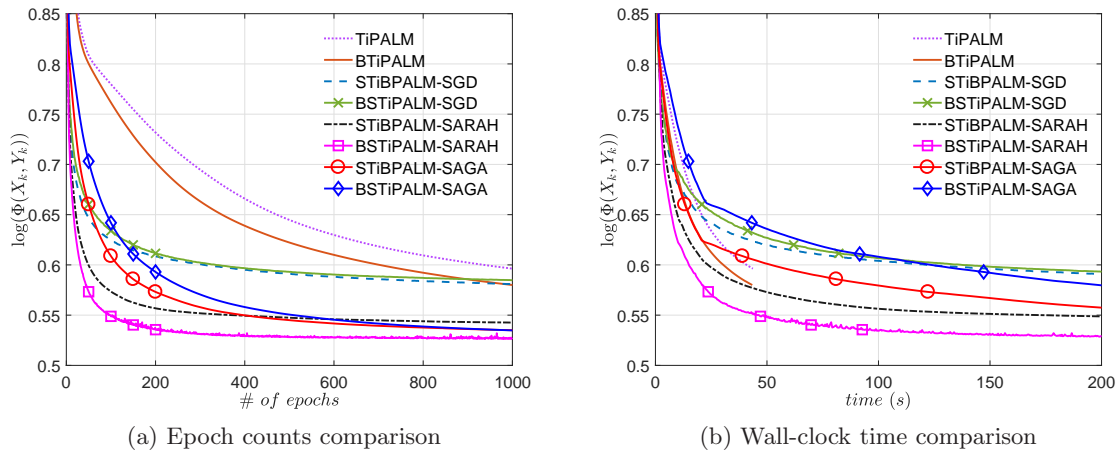 0.85
0.8
0.75
0.7
0.65
0.6
0.55
0.5
log(Φ(X_k, Y_k))
0 200 400 600 800 1000
# of epochs
TiPALM
BTiPALM
STiBPALM-SGD
BSTiPALM-SGD
STiBPALM-SARAH
BSTiPALM-SARAH
STiBPALM-SAGA
BSTiPALM-SAGA
(a) Epoch counts comparison
0.85
0.8
0.75
0.7
0.65
0.6
0.55
0.5
log(Φ(X_k, Y_k))
0 50 100 150 200
time (s)
TiPALM
BTiPALM
STiBPALM-SGD
BSTiPALM-SGD
STiBPALM-SARAH
BSTiPALM-SARAH
STiBPALM-SAGA
BSTiPALM-SAGA
(b) Wall-clock time comparison